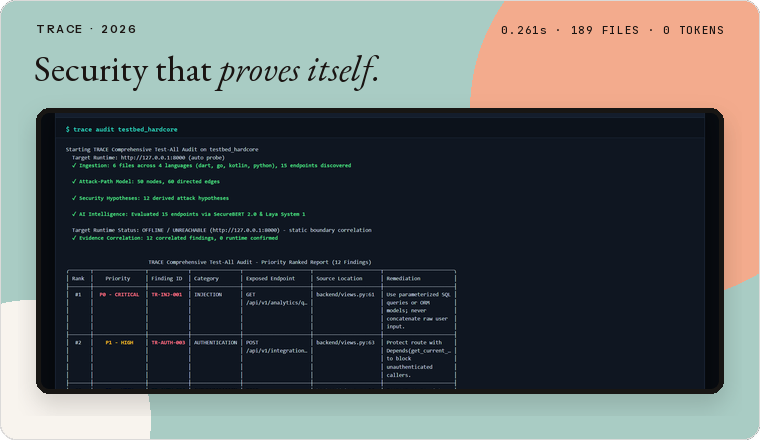 TRACE · 2026
0.261s · 189 FILES · 0 TOKENS
Security that proves itself.
$ trace audit testbed_hardcore
Starting TRACE Comprehensive Test-All Audit on testbed_hardcore
Target Runtime: http://127.0.0.1:8000 (auto probe)
✓ Ingestion: 6 files across 4 languages (dart, go, kotlin, python), 15 endpoints discovered
✓ Attack-Path Model: 50 nodes, 60 directed edges
✓ Security Hypotheses: 12 derived attack hypotheses
✓ AI Intelligence: Evaluated 15 endpoints via SecureBERT 2.0 & Laya System 1
Target Runtime Status: OFFLINE / UNREACHABLE (http://127.0.0.1:8000) - static boundary correlation
✓ Evidence Correlation: 12 correlated findings, 0 runtime confirmed
TRACE Comprehensive Test-All Audit - Priority Ranked Report (12 Findings)
Rank Priority Finding ID Category Exposed Endpoint Source Location Remediation
#1 P0 - CRITICAL TR-INJ-001 INJECTION GET backend/views.py:61 Use parameterized SQL
/api/v1/analytics/q… queries or ORM
models; never
concatenate raw user
input.
#2 P1 - HIGH TR-AUTH-003 AUTHENTICATION POST backend/views.py:63 Protect route with
/api/v1/integration… Depends(get_current_…
to block
unauthenticated
callers.